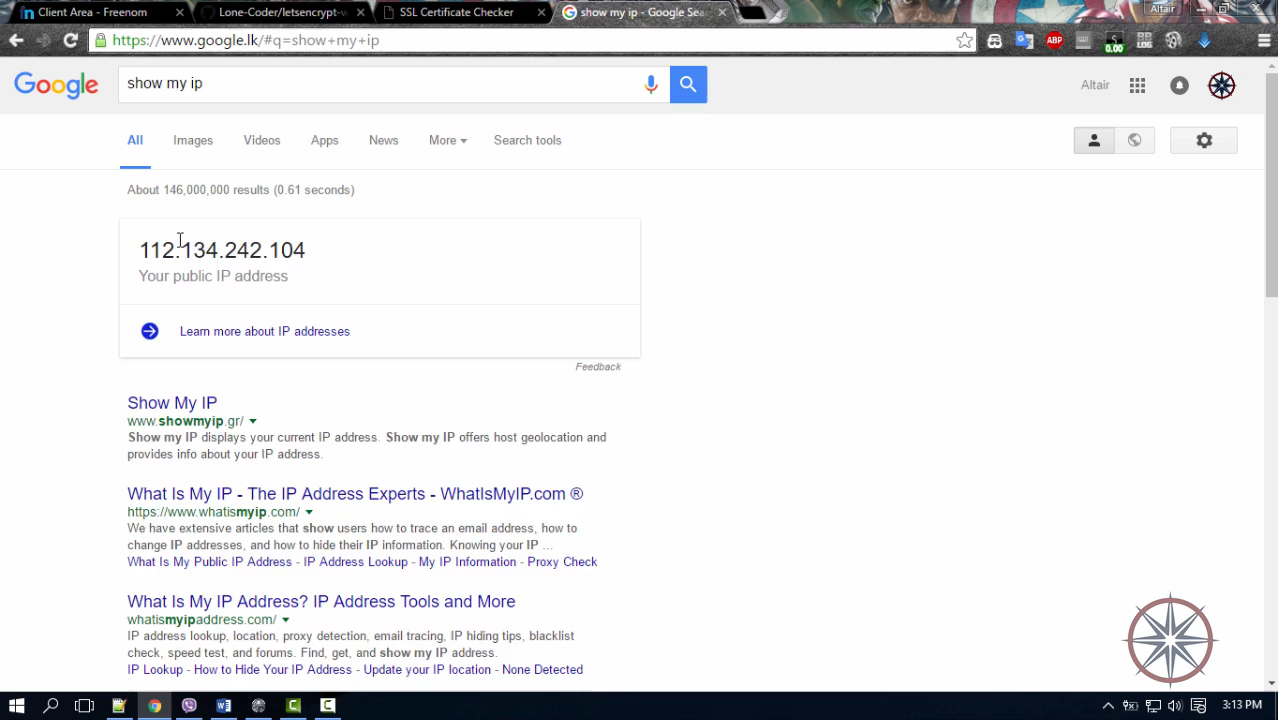 Client Area - Freenom
Lone-Coder/letsencrypt-w
SSL Certificate Checker
show my ip - Google Sea
Altair
https://www.google.lk/#q=show+my+ip
ABP
0.00
Google
show my ip
Altair
All
Images
Videos
Apps
News
More
Search tools
About 146,000,000 results (0.61 seconds)
112.134.242.104
Your public IP address
Learn more about IP addresses
Feedback
Show My IP
www.showmyip.gr/
Show my IP displays your current IP address. Show my IP offers host geolocation and
provides info about your IP address.
What Is My IP - The IP Address Experts - WhatIsMyIP.com ®
https://www.whatismyip.com/
We have extensive articles that show users how to trace an email address, how to
change IP addresses, and how to hide their IP information. Knowing your IP ...
What Is My Public IP Address - IP Address Lookup - My IP Information - Proxy Check
What Is My IP Address? IP Address Tools and More
whatismyipaddress.com/
IP address lookup, location, proxy detection, email tracing, IP hiding tips, blacklist
check, speed test, and forums. Find, get, and show my IP address.
IP Lookup - How to Hide Your IP Address - Update your IP location - None Detected
3:13 PM